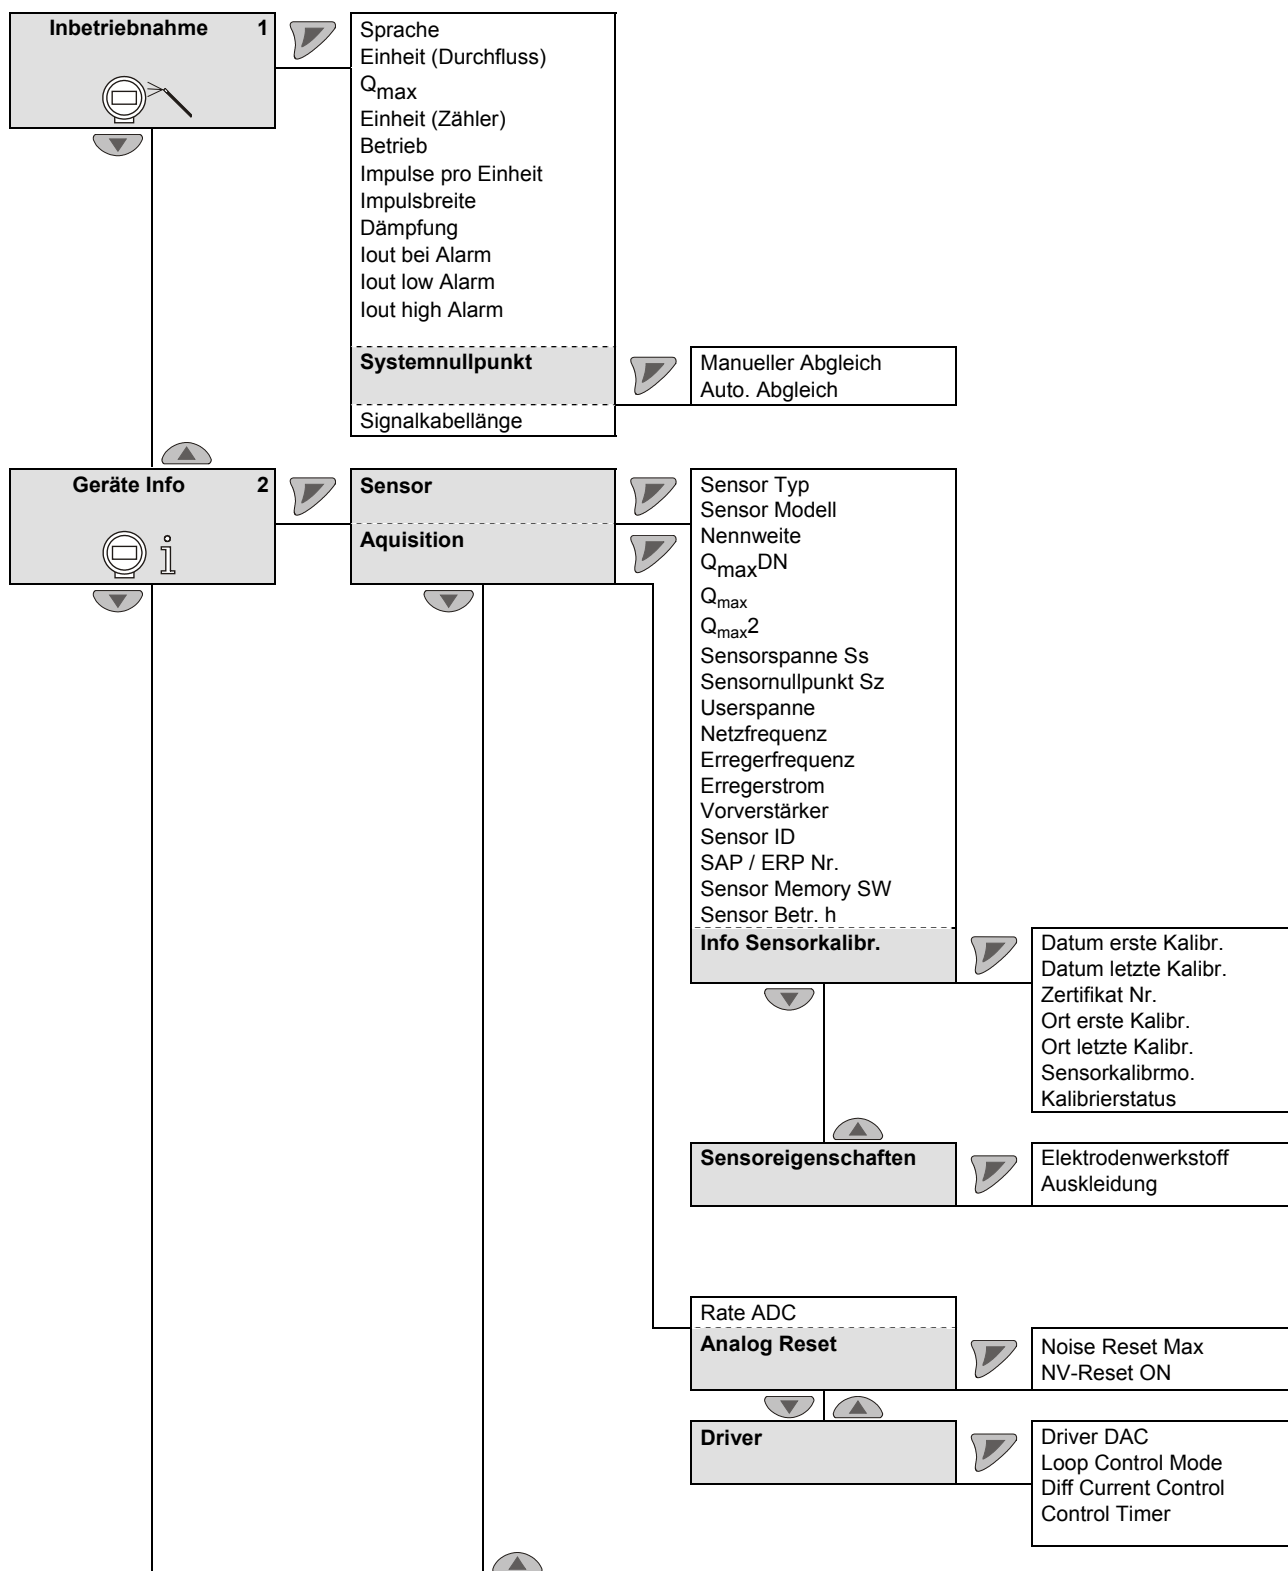 Inbetriebnahme 1
Sprache
Einheit (Durchfluss)
Qmax
Einheit (Zähler)
Betrieb
Impulse pro Einheit
Impulsbreite
Dämpfung
Iout bei Alarm
Iout low Alarm
Iout high Alarm
Systemnullpunkt
Manueller Abgleich
Auto. Abgleich
Signalkabellänge
Geräte Info 2
Sensor
Aquisition
Sensor Typ
Sensor Modell
Nennweite
QmaxDN
Qmax
Qmax2
Sensorspanne Ss
Sensornullpunkt Sz
Userspanne
Netzfrequenz
Erregerfrequenz
Erregerstrom
Vorverstärker
Sensor ID
SAP / ERP Nr.
Sensor Memory SW
Sensor Betr. h
Info Sensorkalibr.
Datum erste Kalibr.
Datum letzte Kalibr.
Zertifikat Nr.
Ort erste Kalibr.
Ort letzte Kalibr.
Sensorkalibrmo.
Kalibrierstatus
Sensoreigenschaften
Elektrodenwerkstoff
Auskleidung
Rate ADC
Analog Reset
Noise Reset Max
NV-Reset ON
Driver
Driver DAC
Loop Control Mode
Diff Current Control
Control Timer